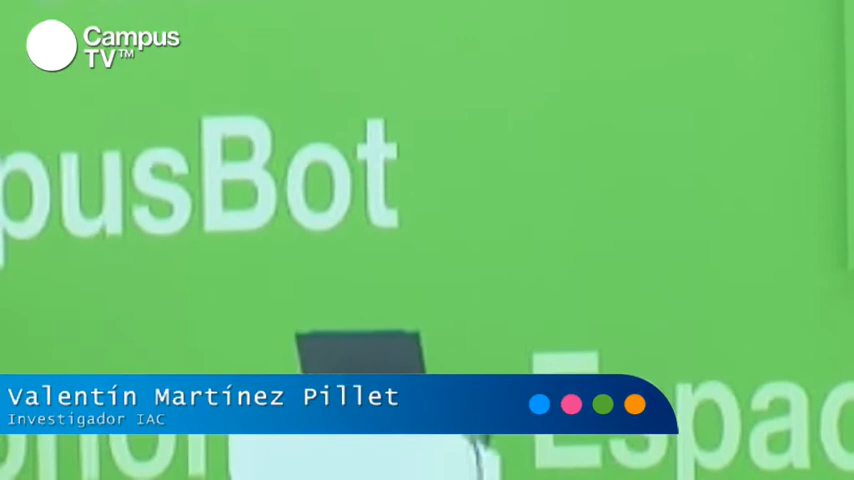 Campus
TV™
pusBot
Valentín Martínez Pillet
Investigador IAC
Espac